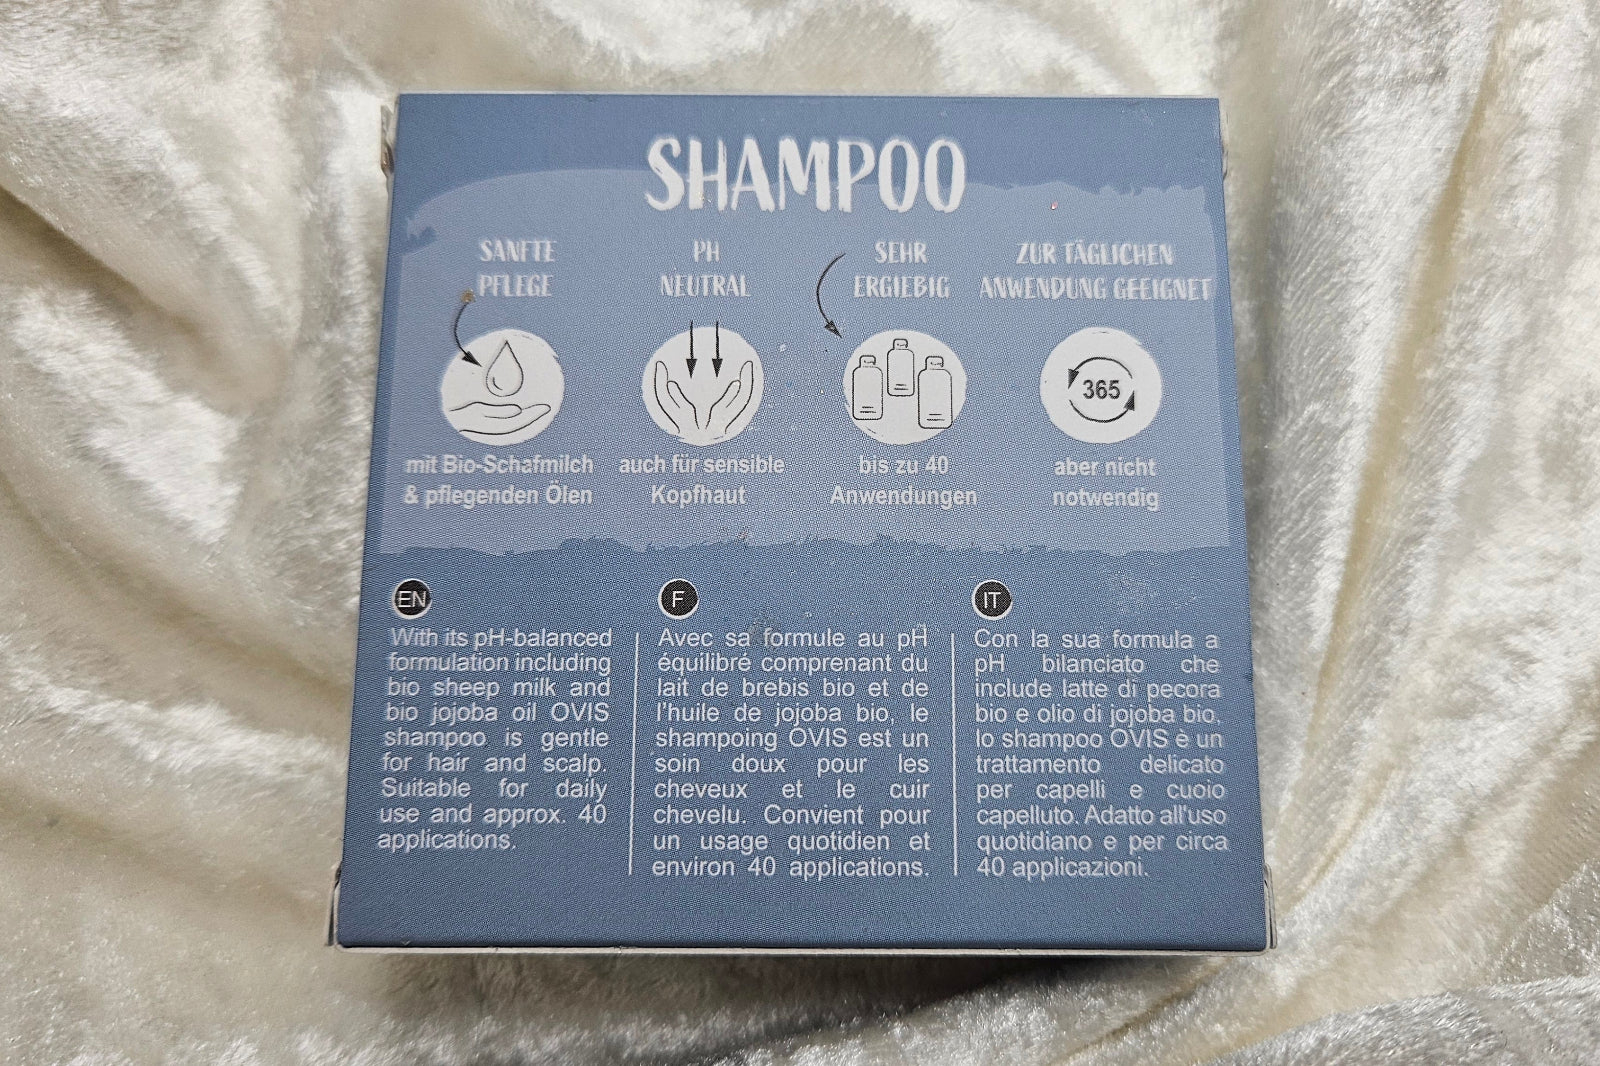 SHAMPOO
SANFTE
PFLEGE
mit Bio-Schafmilch
& pflegenden Ölen
PH
NEUTRAL
auch für sensible
Kopfhaut
SEHR
ERGIEBIG
bis zu 40
Anwendungen
ZUR TÄGLICHEN
ANWENDUNG GEEIGNET
365
aber nicht
notwendig
EN
With its pH-balanced
formulation including
bio sheep milk and
bio jojoba oil OVIS
shampoo is gentle
for hair and scalp.
Suitable for daily
use and approx. 40
applications.
F
Avec sa formule au pH
équilibré comprenant du
lait de brebis bio et de
l'huile de jojoba bio, le
shampoing OVIS est un
soin doux pour les
cheveux et le cuir
chevelu. Convient pour
un usage quotidien et
environ 40 applications.
IT
Con la sua formula a
pH bilanciato che
include latte di pecora
bio e olio di jojoba bio,
lo shampoo OVIS è un
trattamento delicato
per capelli e cuoio
capelluto. Adatto all'uso
quotidiano e per circa
40 applicazioni.